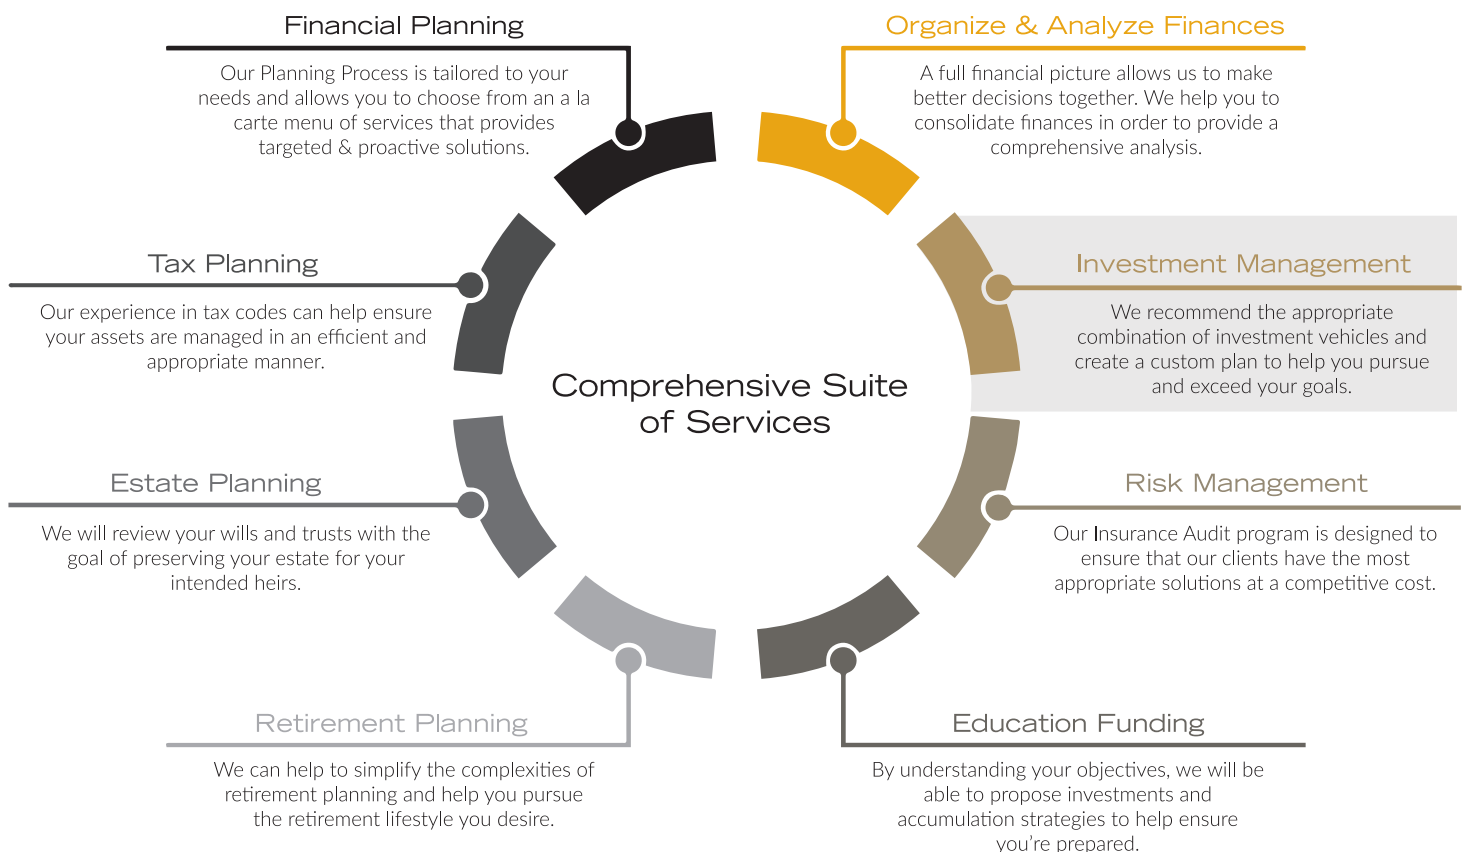 Financial Planning
Our Planning Process is tailored to your
needs and allows you to choose from an a la
carte menu of services that provides
targeted & proactive solutions.
Organize & Analyze Finances
A full financial picture allows us to make
better decisions together. We help you to
consolidate finances in order to provide a
comprehensive analysis.
Tax Planning
Our experience in tax codes can help ensure
your assets are managed in an efficient and
appropriate manner.
Investment Management
We recommend the appropriate
combination of investment vehicles and
create a custom plan to help you pursue
and exceed your goals.
Comprehensive Suite
of Services
Estate Planning
We will review your wills and trusts with the
goal of preserving your estate for your
intended heirs.
Risk Management
Our Insurance Audit program is designed to
ensure that our clients have the most
appropriate solutions at a competitive cost.
Retirement Planning
We can help to simplify the complexities of
retirement planning and help you pursue
the retirement lifestyle you desire.
Education Funding
By understanding your objectives, we will be
able to propose investments and
accumulation strategies to help ensure
you're prepared.